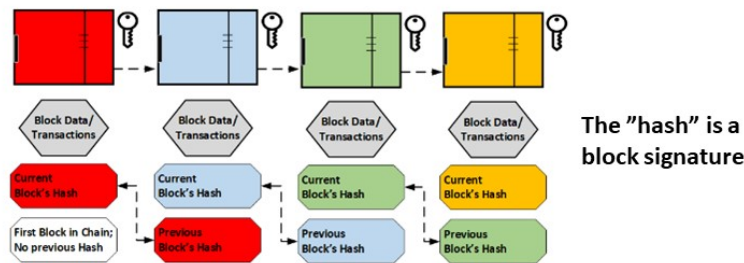 Block Data/
Transactions
Block Data/
Transactions
Block Data/
Transactions
Block Data/
Transactions
The ”hash” is a
block signature
Current
Block's Hash
Current
Block's Hash
Current
Block's Hash
Current
Block's Hash
First Block in Chain;
No previous Hash
Previous
Block's Hash
Previous
Block's Hash
Previous
Block's Hash